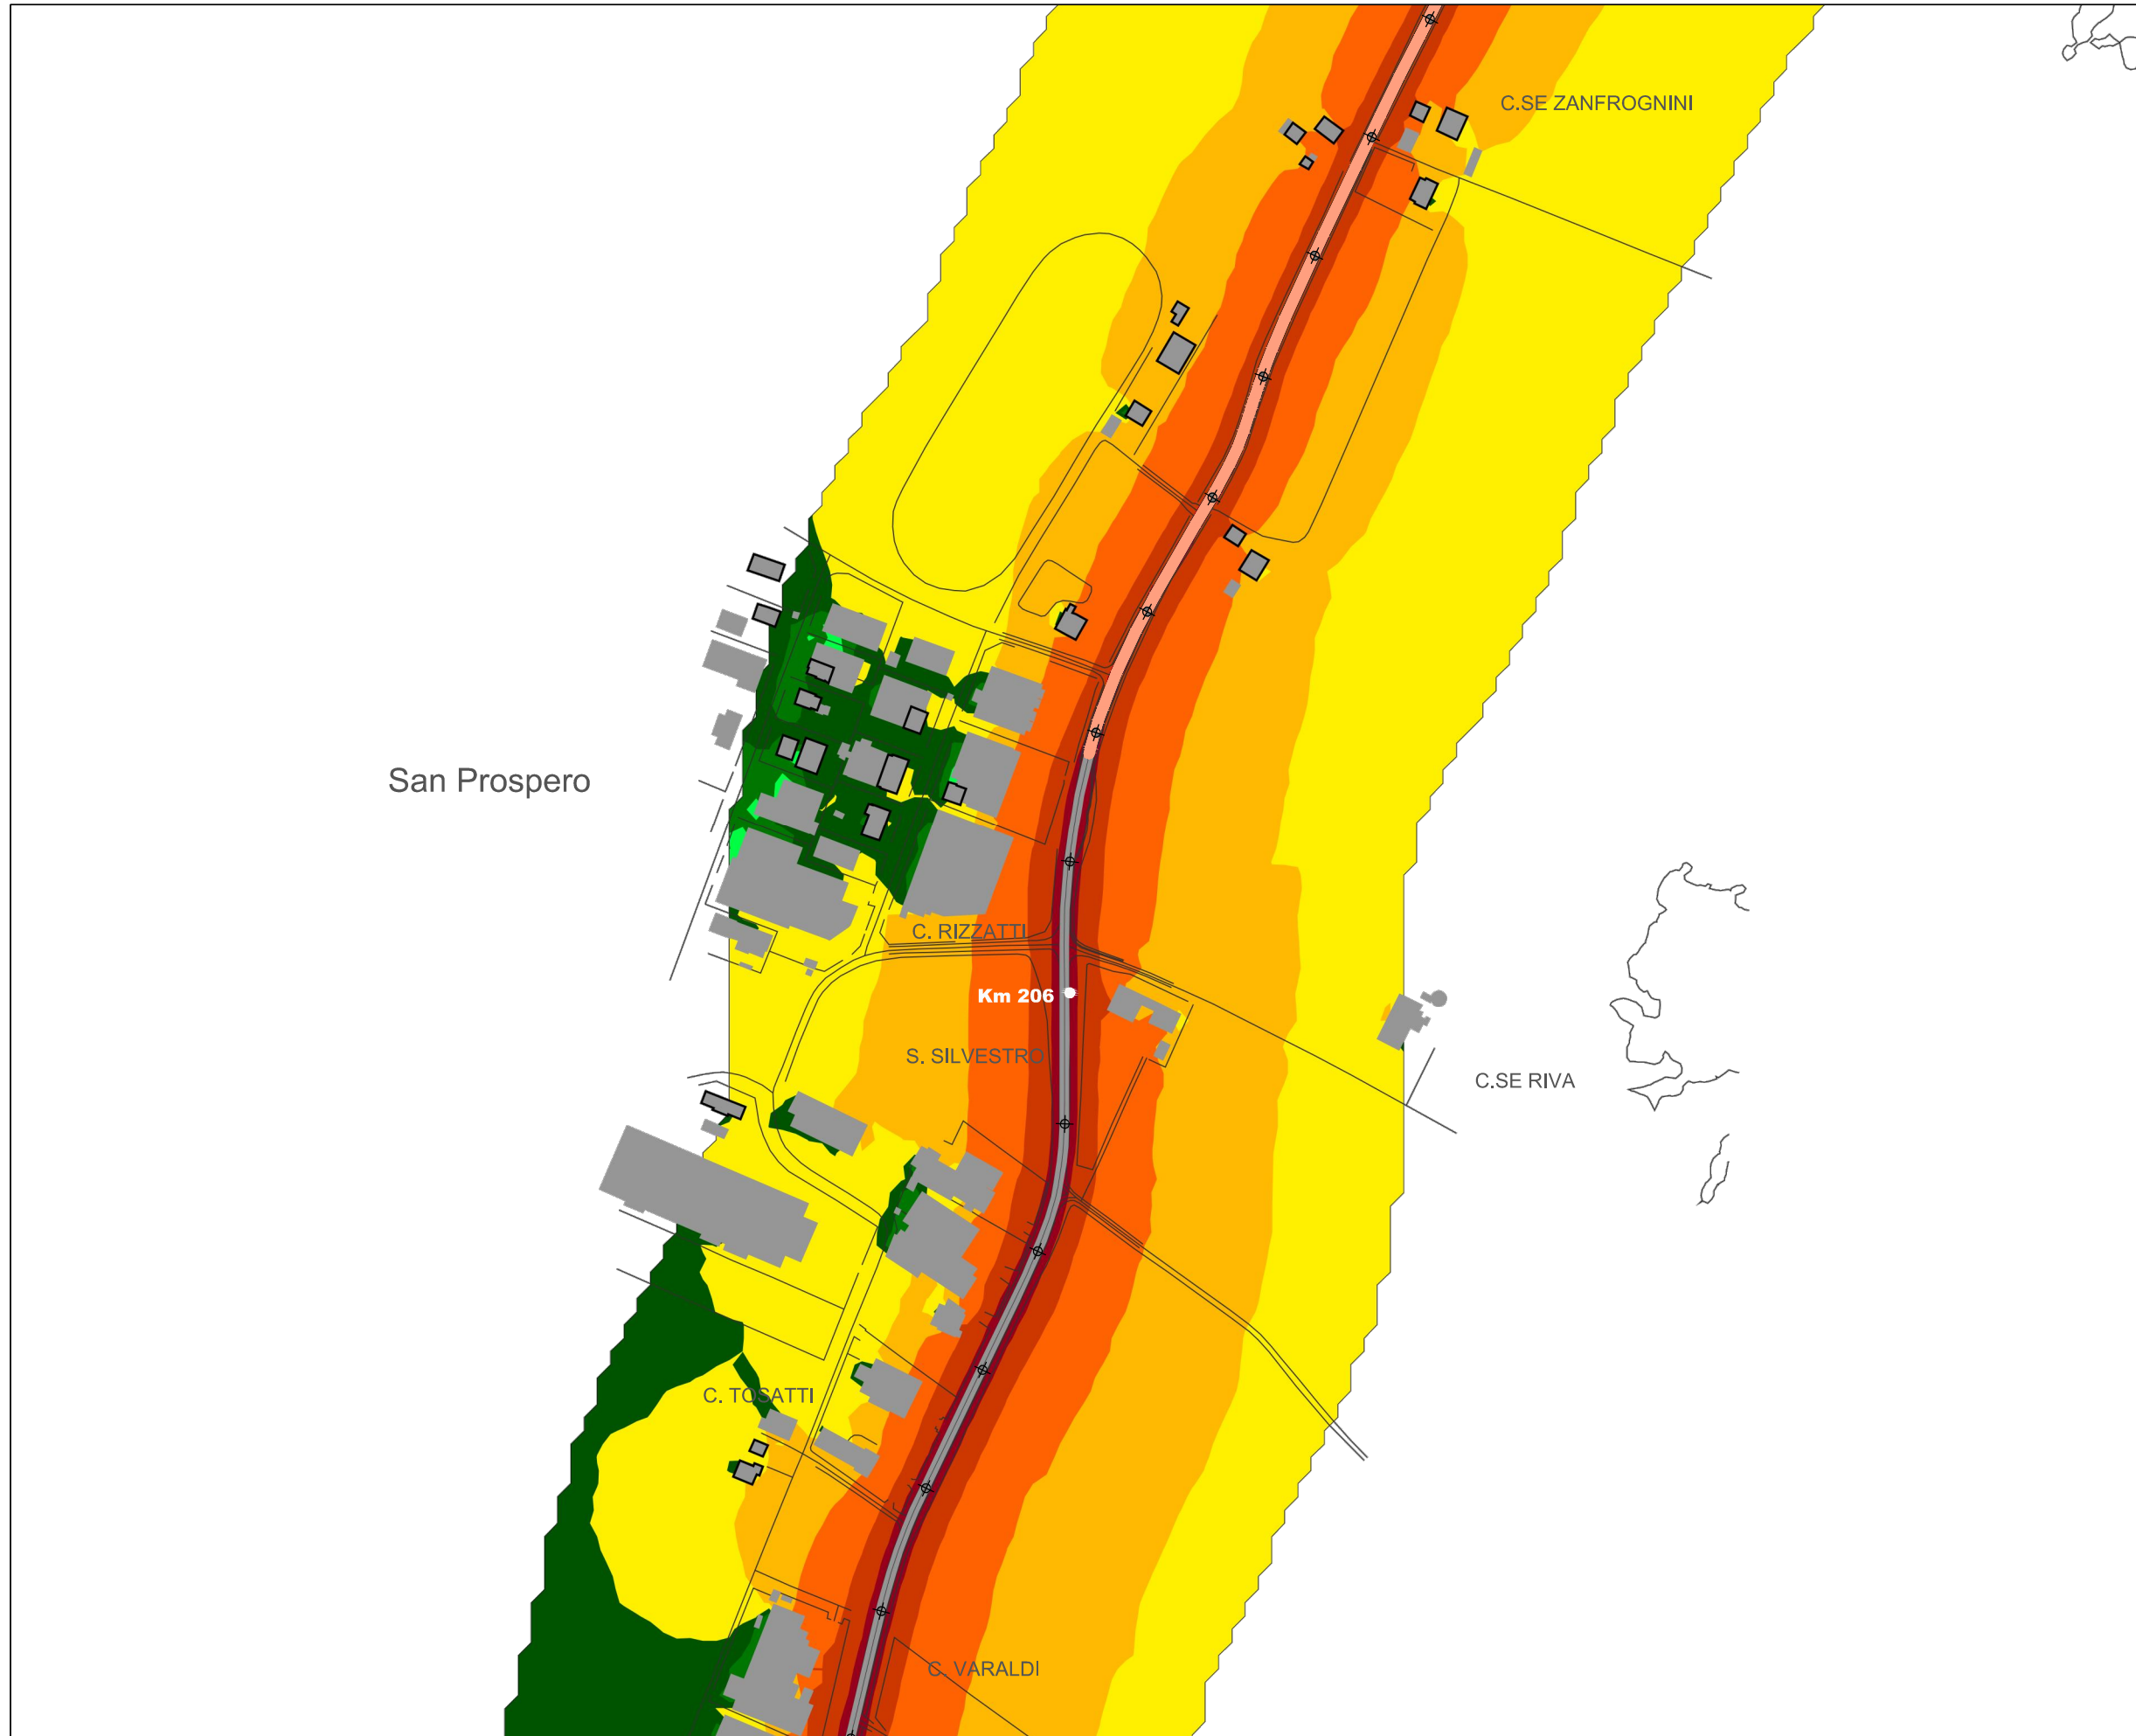 C.SE ZANFROGNINI
San Prospero
C. RIZZATTI
Km 206
S. SILVESTRO
C.SE RIVA
C. TOSATTI
C. VARALDI